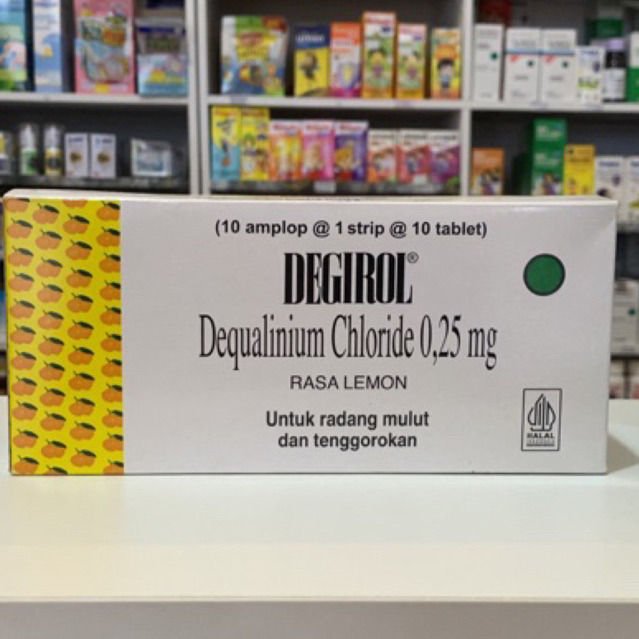 (10 amplop @ 1 strip @ 10 tablet)
DEGIROL®
Dequalinium Chloride 0,25 mg
RASA LEMON
Untuk radang mulut
dan tenggorokan
HALAL